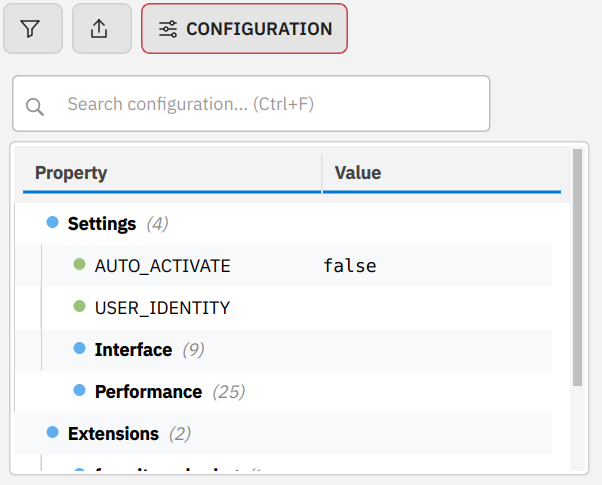 CONFIGURATION
Search configuration... (Ctrl+F)
Property Value
Settings (4)
AUTO_ACTIVATE false
USER_IDENTITY
Interface (9)
Performance (25)
Extensions (2)